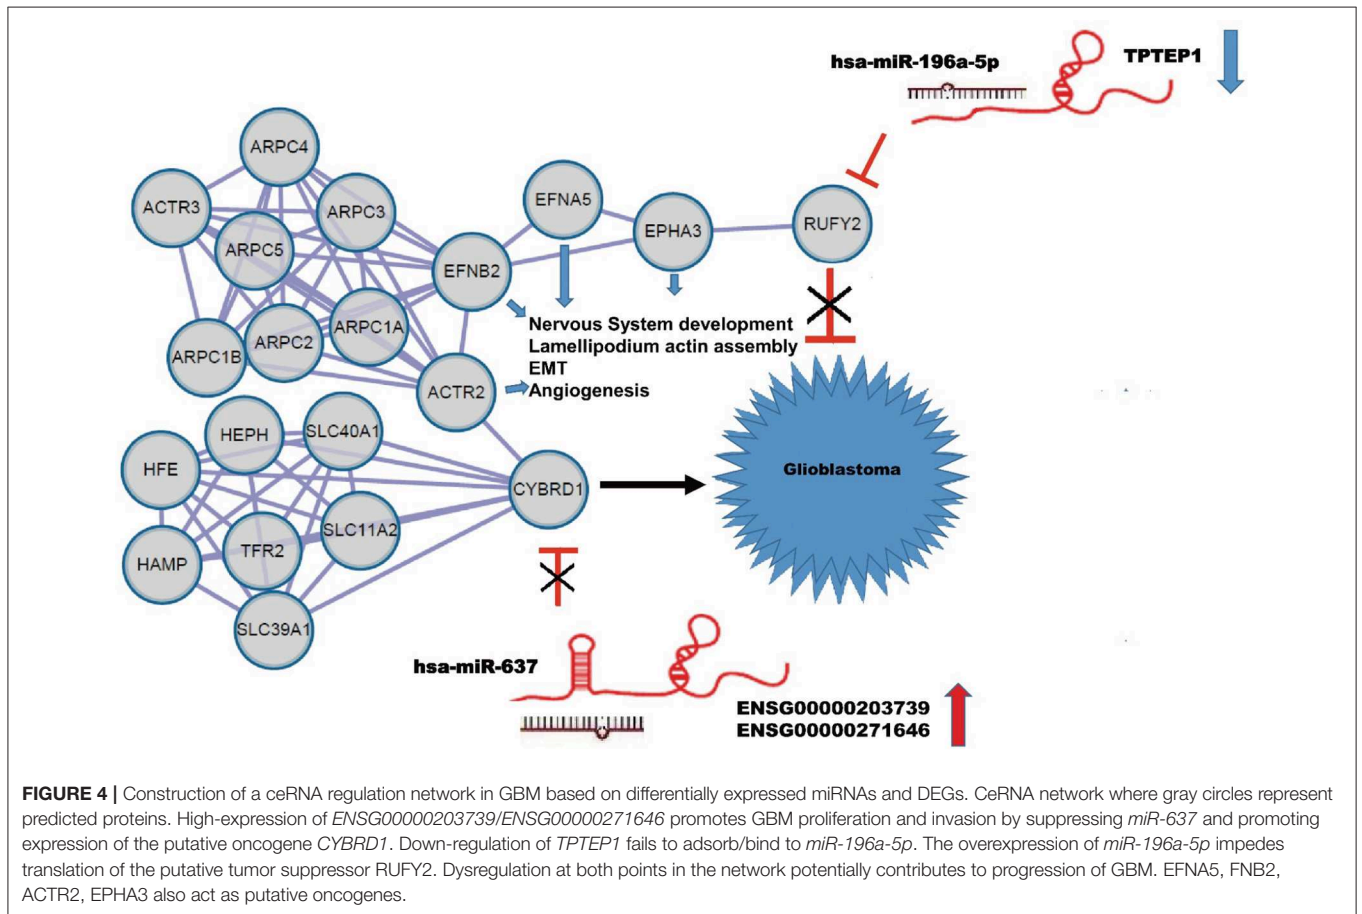 hsa-miR-196a-5p
TPTEP1
ARPC4
ACTR3
ARPC3
EFNA5
ARPC5
EPHA3
RUFY2
EFNB2
ARPC1B
ARPC2
ARPC1A
Nervous System development
Lamellipodium actin assembly
EMT
Angiogenesis
ACTR2
HEPH
SLC40A1
HFE
CYBRD1
Glioblastoma
HAMP
TFR2
SLC11A2
SLC39A1
hsa-miR-637
ENSG00000203739
ENSG00000271646
FIGURE 4 | Construction of a ceRNA regulation network in GBM based on differentially expressed miRNAs and DEGs. CeRNA network where gray circles represent
predicted proteins. High-expression of ENSG00000203739/ENSG00000271646 promotes GBM proliferation and invasion by suppressing miR-637 and promoting
expression of the putative oncogene CYBRD1. Down-regulation of TPTEP1 fails to adsorb/bind to miR-196a-5p. The overexpression of miR-196a-5p impedes
translation of the putative tumor suppressor RUFY2. Dysregulation at both points in the network potentially contributes to progression of GBM. EFNA5, FNB2,
ACTR2, EPHA3 also act as putative oncogenes.